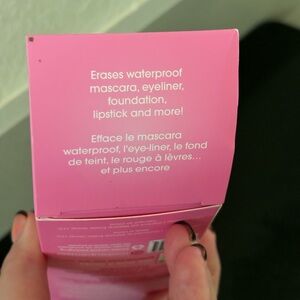 Erases waterproof
mascara, eyeliner,
foundation,
lipstick and more!
Efface le mascara
waterproof, l'eye-liner, le fond
de teint, le rouge à lèvres...
et plus encore